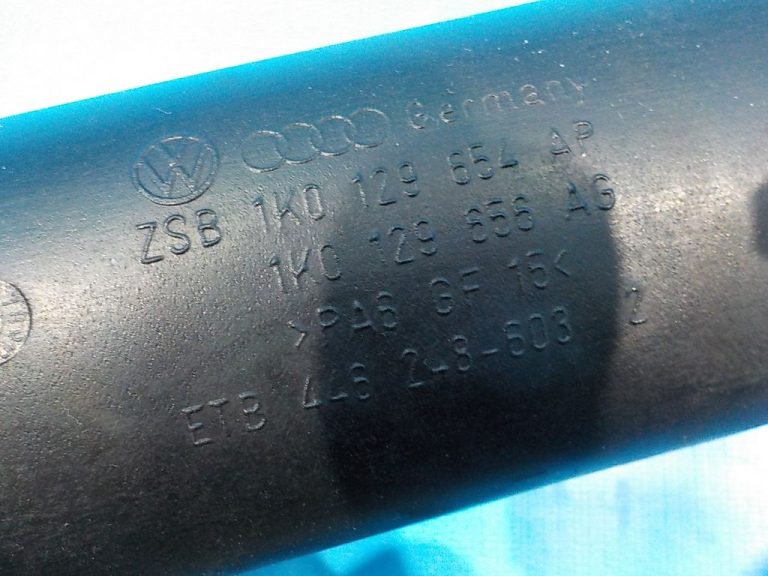 Germany
ZSB 1K0 129 654 AP
1K0 129 656 AG
>PA6 GF 15<
ETB 446 248-603 2